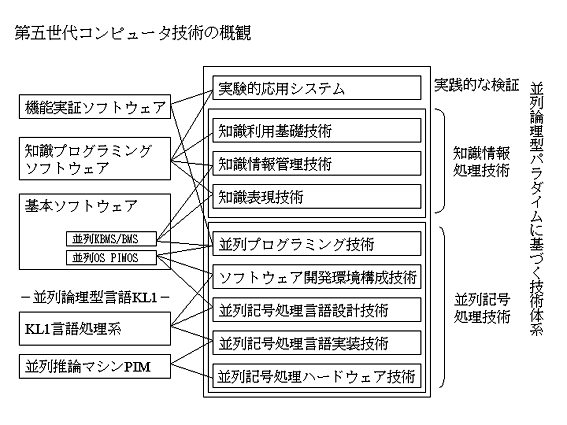 第五世代コンピュータ技術の概観
機能実証ソフトウェア
知識プログラミング
ソフトウェア
基本ソフトウェア
並列KBMS/BMS
並列OS PIMOS
－並列論理型言語KL1－
KL1言語処理系
並列推論マシンPIM
実験的応用システム
知識利用基礎技術
知識情報管理技術
知識表現技術
並列プログラミング技術
ソフトウェア開発環境構成技術
並列記号処理言語設計技術
並列記号処理言語実装技術
並列記号処理ハードウェア技術
実践的な検証
知識情報
処理技術
並列記号
処理技術
並列論理型パラダイムに基づく技術体系